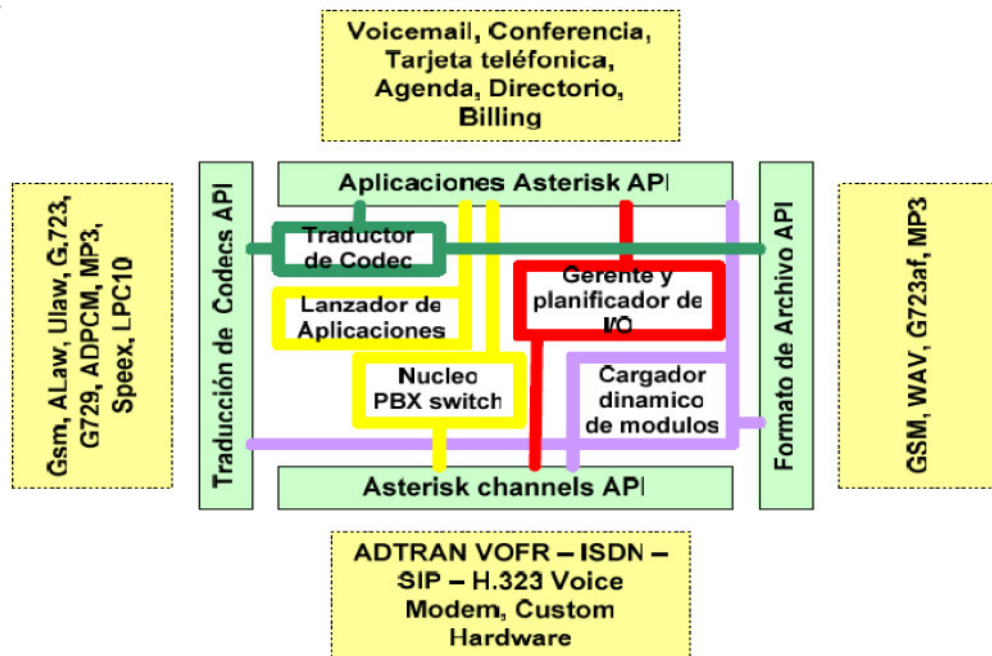 Voicemail, Conferencia,
Tarjeta teléfonica,
Agenda, Directorio,
Billing
Aplicaciones Asterisk API
Gsm, ALaw, Ulaw, G.723,
G729, ADPCM, MP3,
Speex, LPC10
Traducción de Codecs API
Traductor
de Codec
Lanzador de
Aplicaciones
Gerente y
planificador de
I/O
Nucleo
PBX switch
Cargador
dinamico
de modulos
Formato de Archivo API
GSM, WAV, G723af, MP3
Asterisk channels API
ADTRAN VOFR – ISDN –
SIP – H.323 Voice
Modem, Custom
Hardware